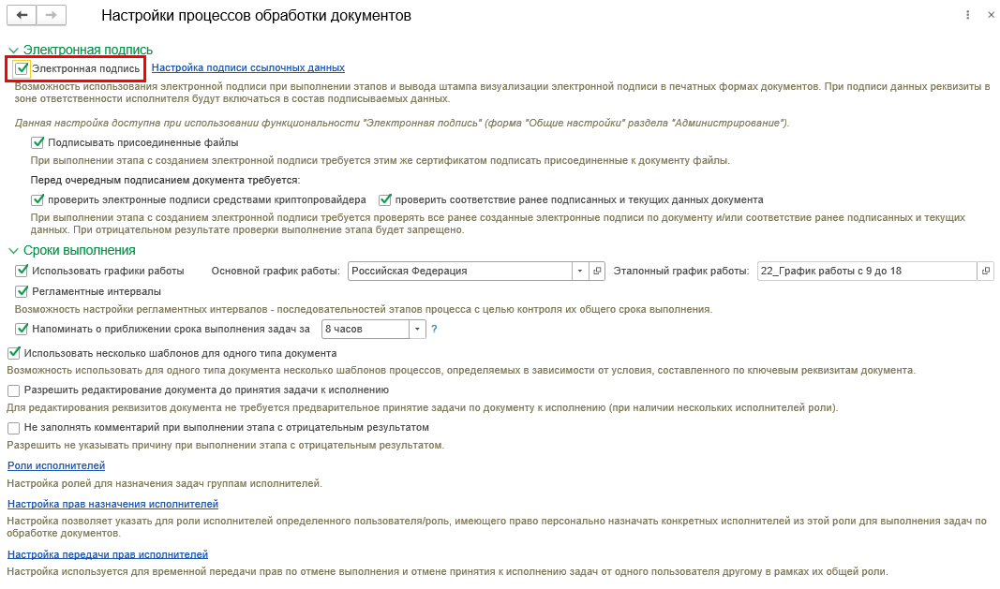 Настройки процессов обработки документов
Электронная подпись
Электронная подпись Настройка подписи ссылочных данных
Возможность использования электронной подписи при выполнении этапов и вывода штампа визуализации электронной подписи в печатных формах документов. При подписи данных реквизиты в
зоне ответственности исполнителя будут включаться в состав подписываемых данных.
Данная настройка доступна при использовании функциональности "Электронная подпись" (форма "Общие настройки" раздела "Администрирование").
Подписывать присоединенные файлы
При выполнении этапа с созданием электронной подписи требуется этим же сертификатом подписать присоединенные к документу файлы.
Перед очередным подписанием документа требуется:
проверить электронные подписи средствами криптопровайдера проверить соответствие ранее подписанных и текущих данных документа
При выполнении этапа с созданием электронной подписи требуется проверять все ранее созданные электронные подписи по документу и/или соответствие ранее подписанных и текущих
данных. При отрицательном результате проверки выполнение этапа будет запрещено.
Сроки выполнения
Использовать графики работы Основной график работы: Российская Федерация Эталонный график работы: 22_График работы с 9 до 18
Регламентные интервалы
Возможность настройки регламентных интервалов - последовательностей этапов процесса с целью контроля их общего срока выполнения.
Напоминать о приближении срока выполнения задач за 8 часов ?
Использовать несколько шаблонов для одного типа документа
Возможность использовать для одного типа документа несколько шаблонов процессов, определяемых в зависимости от условия, составленного по ключевым реквизитам документа.
Разрешить редактирование документа до принятия задачи к исполнению
Для редактирования реквизитов документа не требуется предварительное принятие задачи по документу к исполнению (при наличии нескольких исполнителей роли).
Не заполнять комментарий при выполнении этапа с отрицательным результатом
Разрешить не указывать причину при выполнении этапа с отрицательным результатом.
Роли исполнителей
Настройка ролей для назначения задач группам исполнителей.
Настройка прав назначения исполнителей
Настройка позволяет указать для роли исполнителей определенного пользователя/роль, имеющего право персонально назначать конкретных исполнителей из этой роли для выполнения задач по
обработке документов.
Настройка передачи прав исполнителей
Настройка используется для временной передачи прав по отмене выполнения и отмене принятия к исполнению задач от одного пользователя другому в рамках их общей роли.